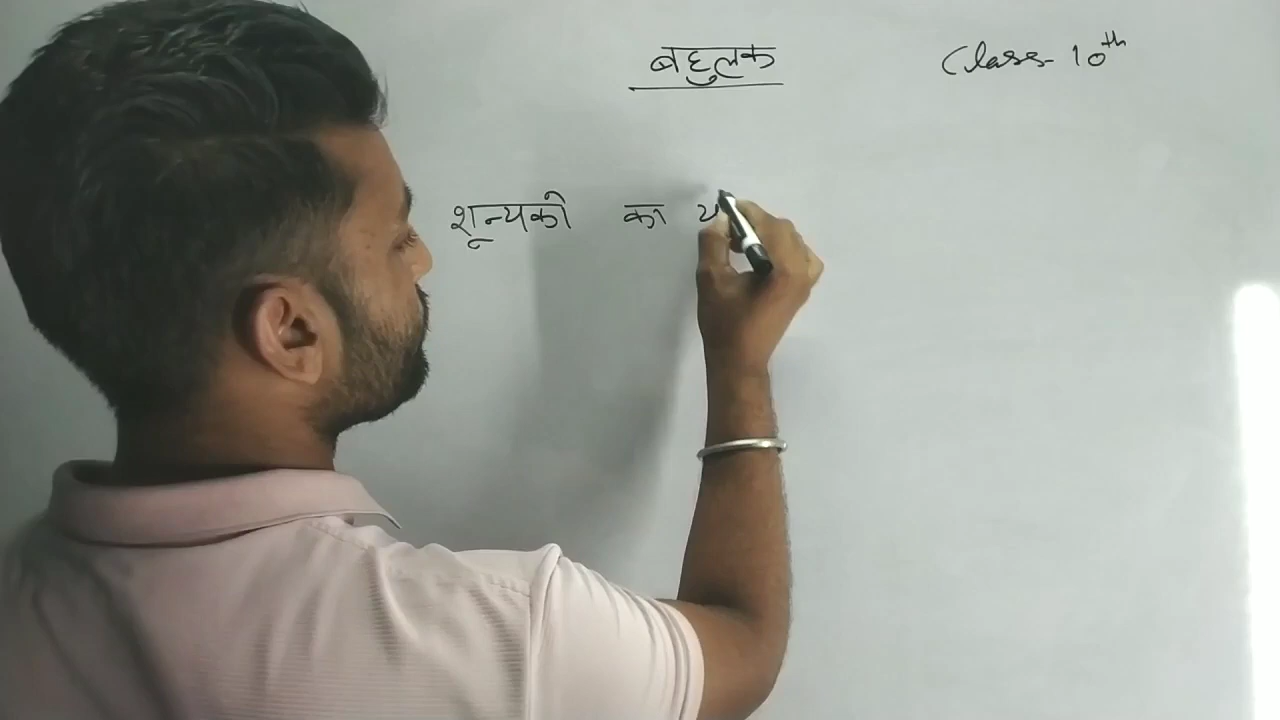 बहुलक
Class- 10th
शून्यकों का य